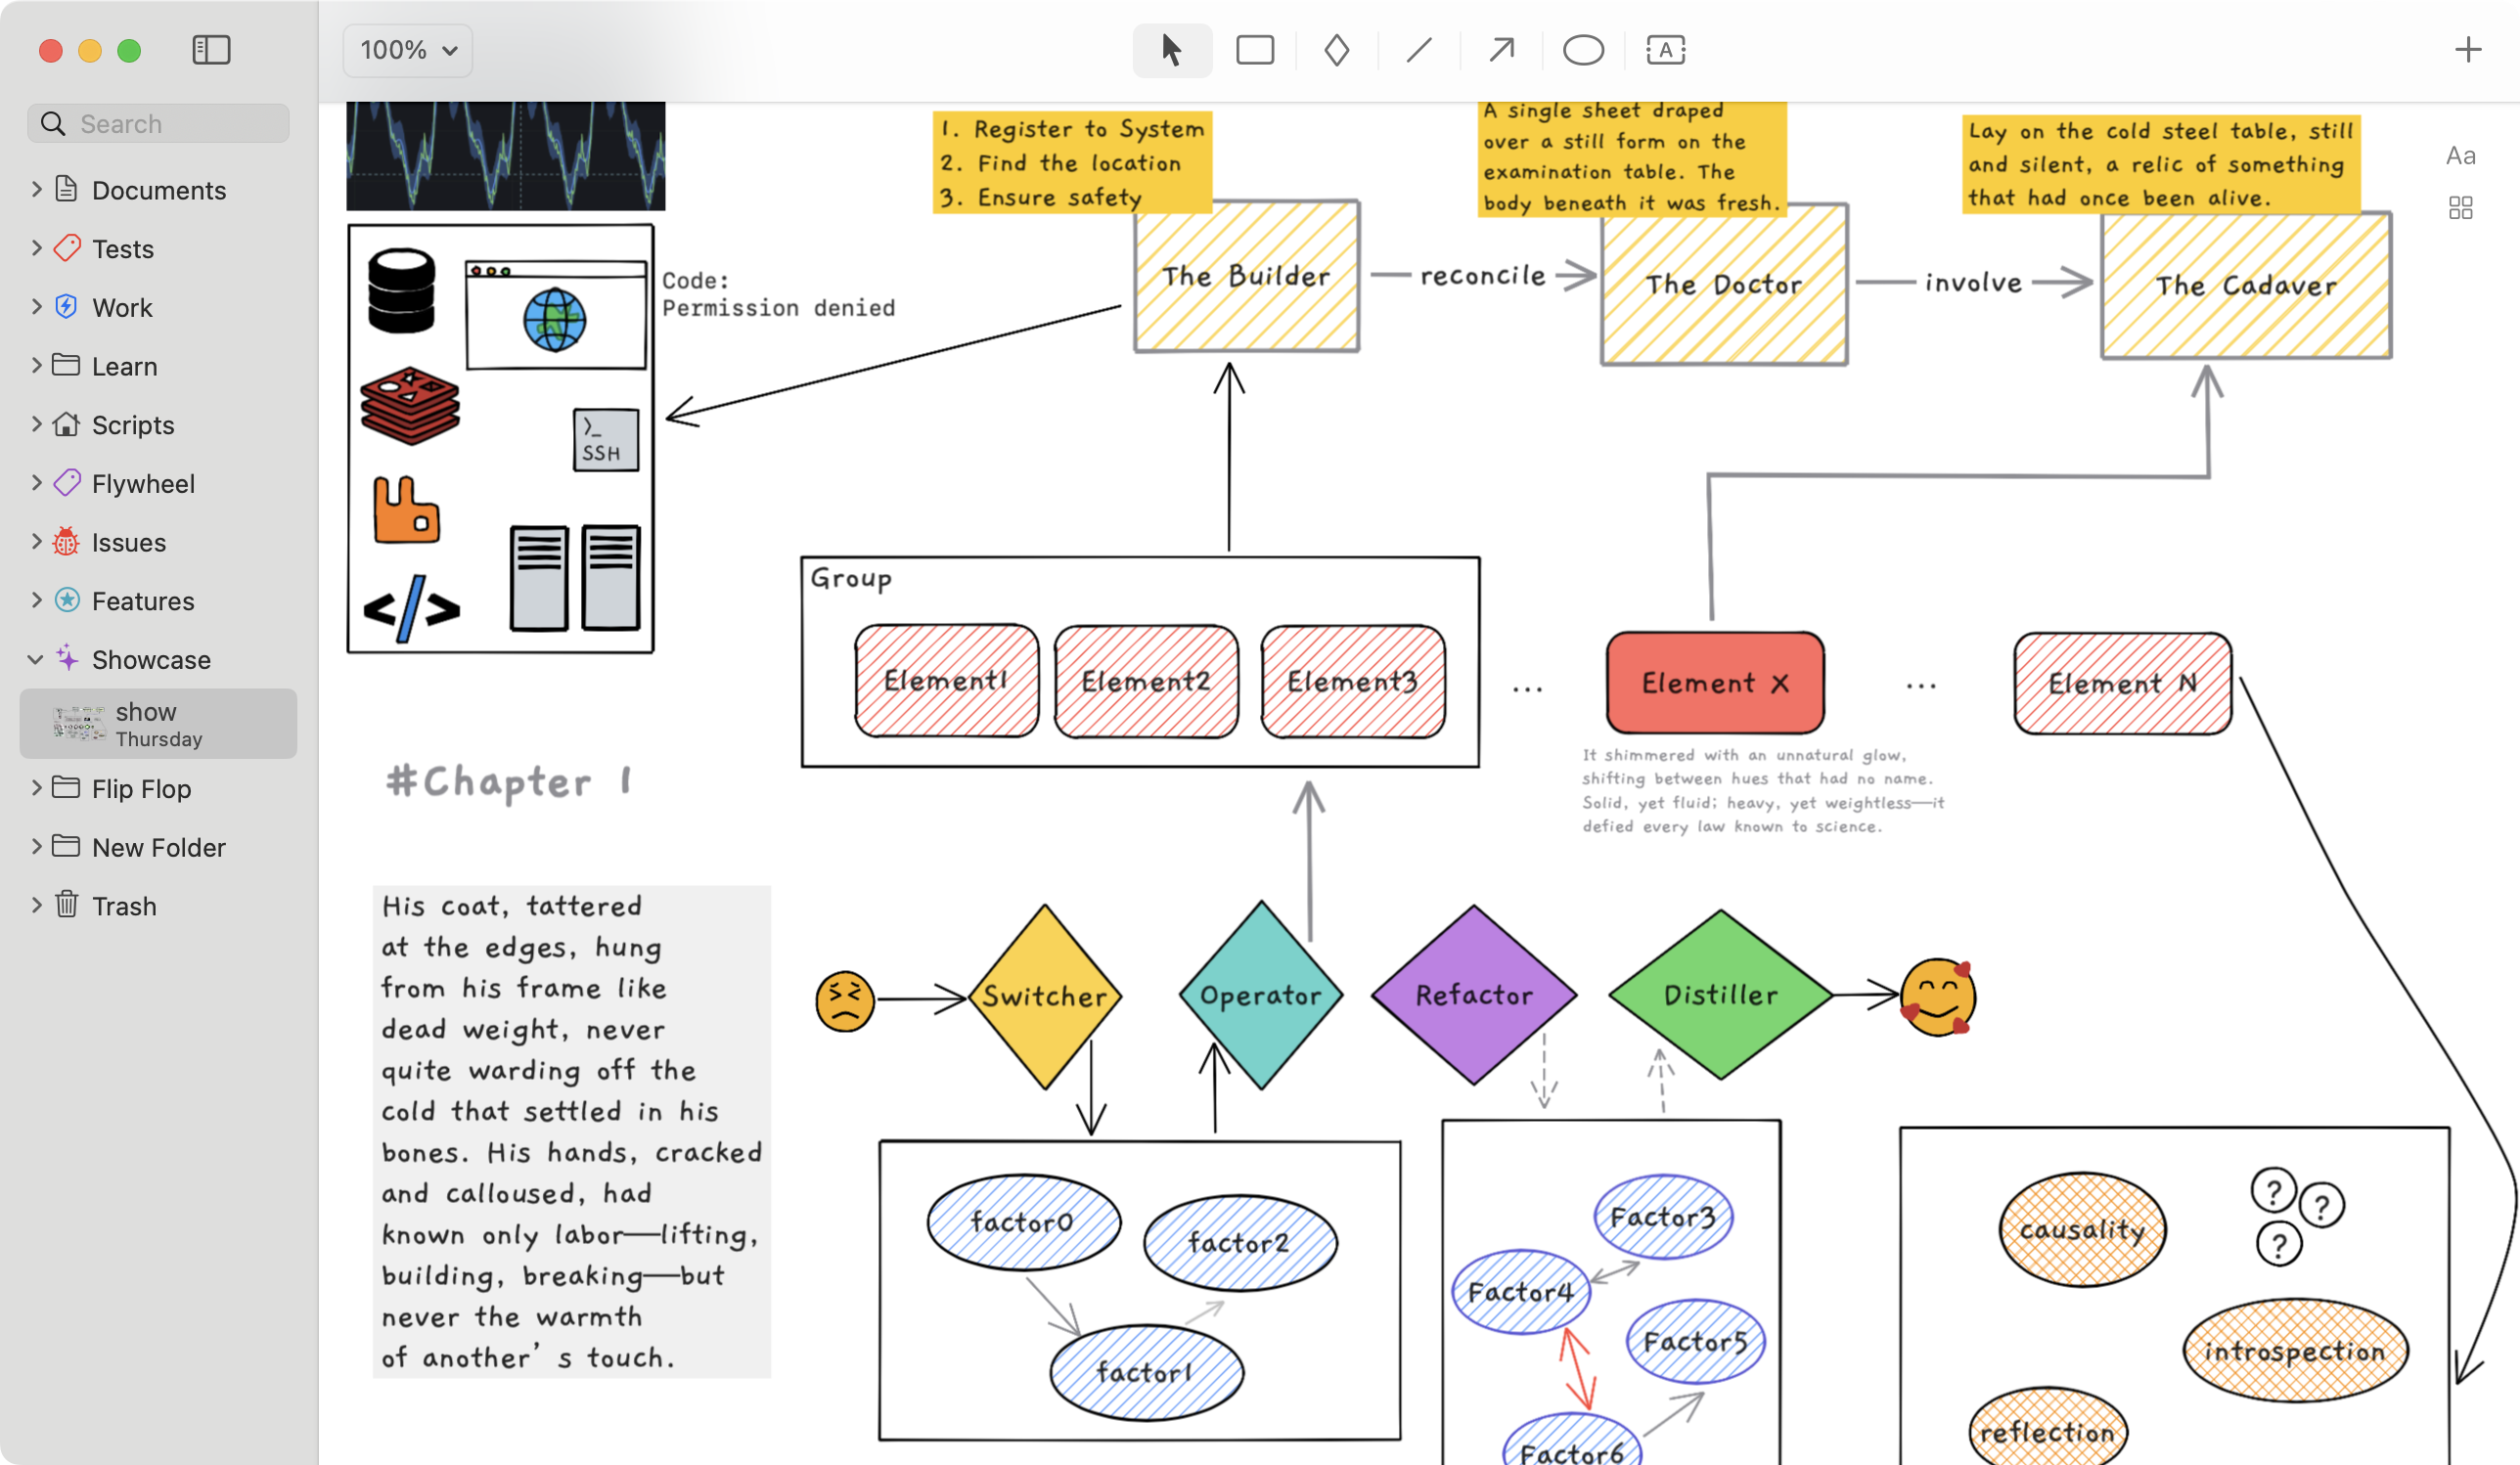 100%
A
Search
Documents
Tests
Work
Learn
Scripts
Flywheel
Issues
Features
Showcase
show
Thursday
Flip Flop
New Folder
Trash
Aa
1. Register to System
2. Find the location
3. Ensure safety
A single sheet draped
over a still form on the
examination table. The
body beneath it was fresh.
Lay on the cold steel table, still
and silent, a relic of something
that had once been alive.
Code:
Permission denied
The Builder
reconcile
The Doctor
involve
The Cadaver
>_
SSH
</>
Group
Element1
Element2
Element3
...
Element X
...
Element N
It shimmered with an unnatural glow,
shifting between hues that had no name.
Solid, yet fluid; heavy, yet weightless—it
defied every law known to science.
#Chapter 1
His coat, tattered
at the edges, hung
from his frame like
dead weight, never
quite warding off the
cold that settled in his
bones. His hands, cracked
and calloused, had
known only labor—lifting,
building, breaking—but
never the warmth
of another’s touch.
Switcher
Operator
Refactor
Distiller
factor0
factor2
factor1
Factor3
Factor4
Factor5
Factor6
causality
?
?
?
introspection
reflection